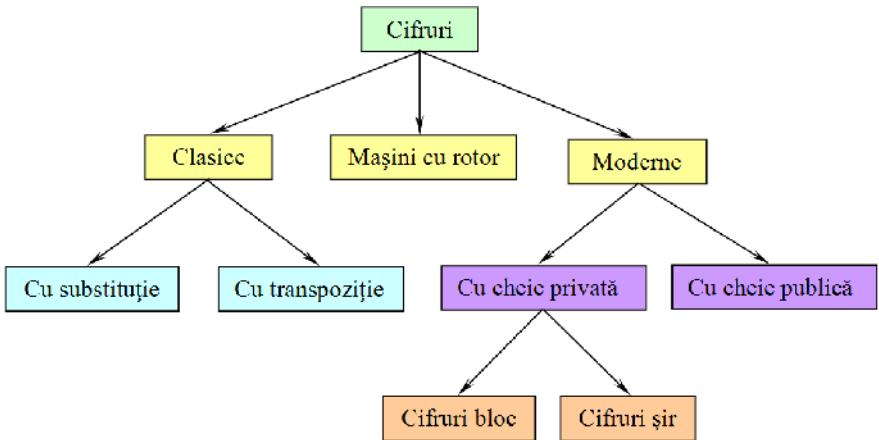 Cifruri
Clasice
Mașini cu rotor
Moderne
Cu substituție
Cu transpoziție
Cu cheie privată
Cu cheie publică
Cifruri bloc
Cifruri șir